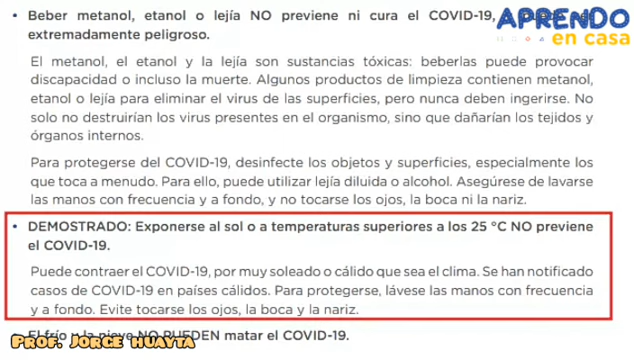 APRENDO
en casa
• Beber metanol, etanol o lejía NO previene ni cura el COVID-19,
extremadamente peligroso.
El metanol, el etanol y la lejía son sustancias tóxicas: beberlas puede provocar
discapacidad o incluso la muerte. Algunos productos de limpieza contienen metanol,
etanol o lejía para eliminar el virus de las superficies, pero nunca deben ingerirse. No
solo no destruirían los virus presentes en el organismo, sino que dañarían los tejidos y
órganos internos.
Para protegerse del COVID-19, desinfecte los objetos y superficies, especialmente los
que toca a menudo. Para ello, puede utilizar lejía diluida o alcohol. Asegúrese de lavarse
las manos con frecuencia y a fondo, y no tocarse los ojos, la boca ni la nariz.
• DEMOSTRADO: Exponerse al sol o a temperaturas superiores a los 25 °C NO previene
el COVID-19.
Puede contraer el COVID-19, por muy soleado o cálido que sea el clima. Se han notificado
casos de COVID-19 en países cálidos. Para protegerse, lávese las manos con frecuencia
y a fondo. Evite tocarse los ojos, la boca y la nariz.
• El frío y la nieve NO PUEDEN matar el COVID-19.
Prof. Jorge huayta